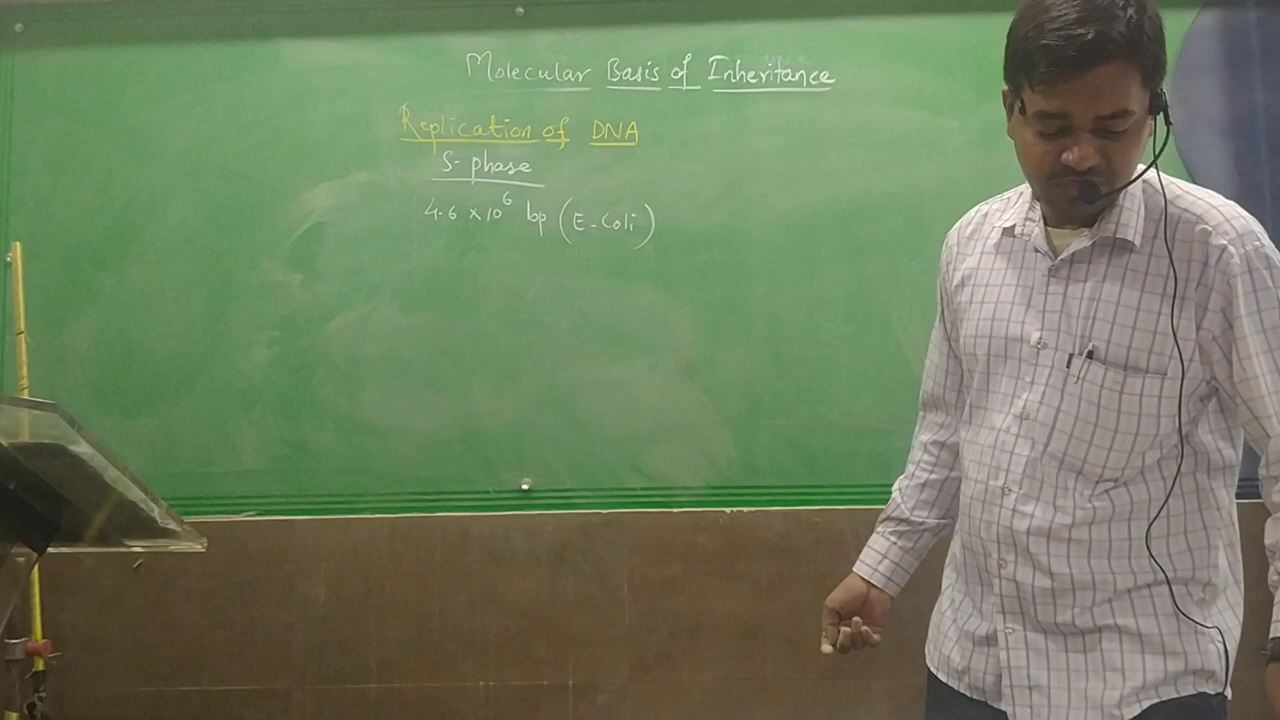 Molecular Basis of Inheritance
Replication of DNA
S-phase
4.6 × 10⁶ bp (E-Coli)